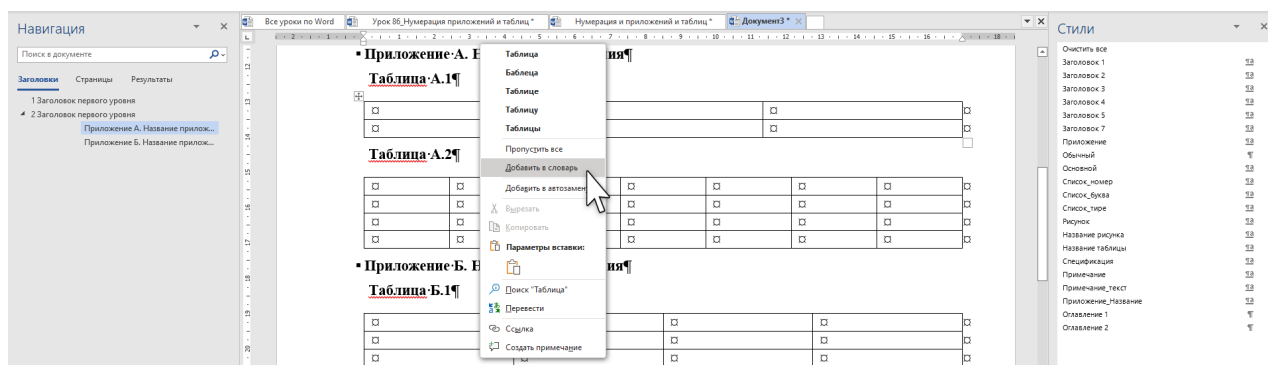 Навигация
Поиск в документе
Заголовки Страницы Результаты
1 Заголовок первого уровня
2 Заголовок первого уровня
Приложение А. Название прилож...
Приложение Б. Название прилож...
Все уроки по Word Урок 86_Нумерация приложений и таблиц * Нумерация и приложений и таблиц * Документ3 *
Приложение·А. Н ия¶
Таблица·А.1¶
Таблица·А.2¶
Приложение·Б. Н ия¶
Таблица·Б.1¶
Таблица
Баблеца
Таблице
Таблицу
Таблицы
Пропустить все
Добавить в словарь
Добавить в автозамен
Вырезать
Копировать
Параметры вставки:
Поиск "Таблица"
Перевести
Ссылка
Создать примечание
Стили
Очистить все
Заголовок 1
Заголовок 2
Заголовок 3
Заголовок 4
Заголовок 5
Заголовок 7
Приложение
Обычный
Основной
Список_номер
Список_буква
Список_тире
Рисунок
Название рисунка
Название таблицы
Спецификация
Примечание
Примечание_текст
Приложение_Название
Оглавление 1
Оглавление 2